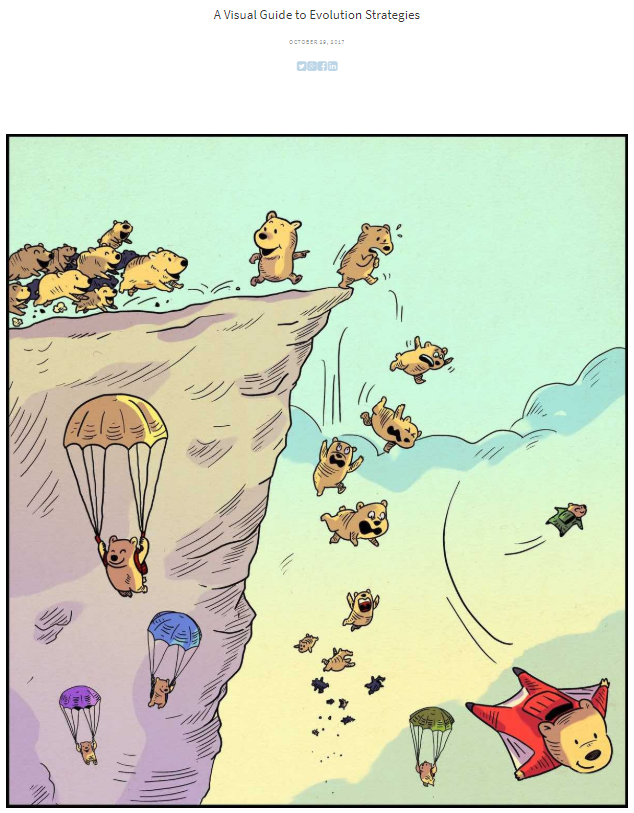 A Visual Guide to Evolution Strategies
OCTOBER 29, 2017